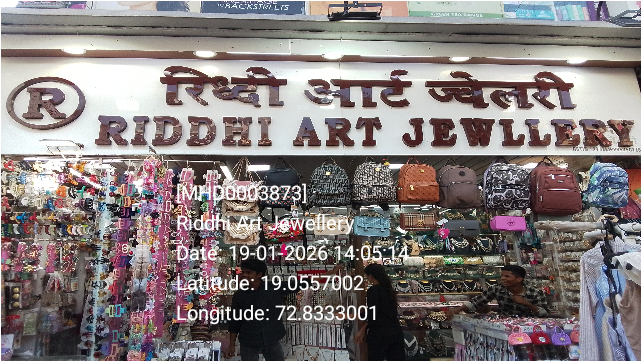 R
रिध्दी आर्ट ज्वेलरी
RIDDHI ART JEWLLERY
[MHD0003873]
Riddhi Art Jewellery
Date: 19-01-2026 14:05:14
Latitude: 19.0557002
Longitude: 72.8333001